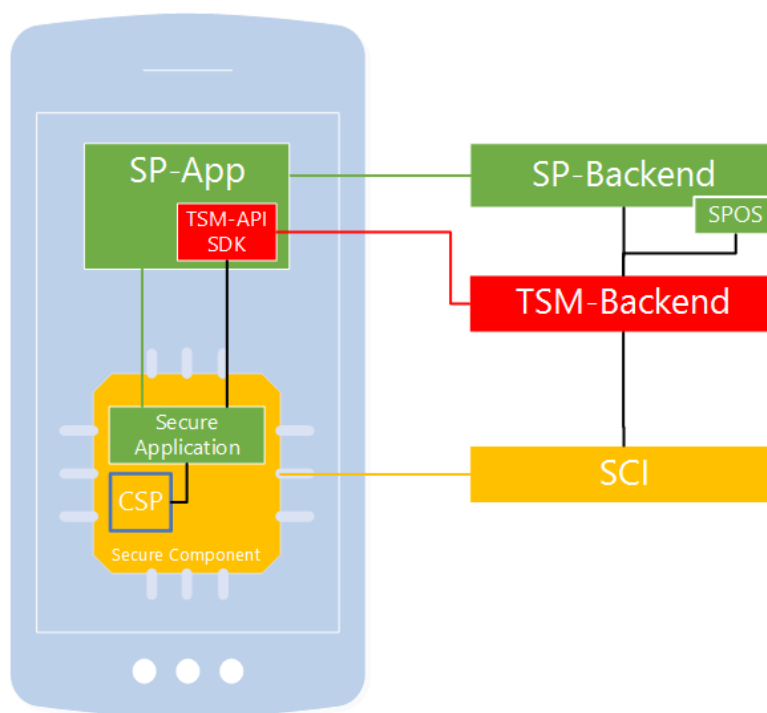 SP-App
TSM-API
SDK
SP-Backend
SPOS
TSM-Backend
Secure
Application
CSP
Secure Component
SCI